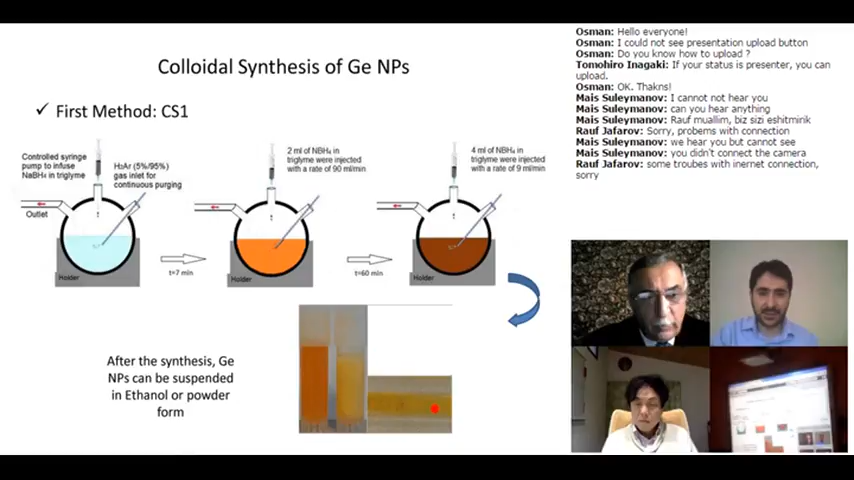 Colloidal Synthesis of Ge NPs
✓ First Method: CS1
Controlled syringe
pump to infuse
NaBH4 in triglyme
H2/Ar (5%/95%)
gas inlet for
continuous purging
Outlet
Holder
t=7 min
2 ml of NBH4 in
triglyme were injected
with a rate of 90 ml/min.
Holder
t=60 min
4 ml of NBH4 in
triglyme were injected
with a rate of 9 ml/min.
Holder
After the synthesis, Ge
NPs can be suspended
in Ethanol or powder
form
Osman: Hello everyone!
Osman: I could not see presentation upload button
Osman: Do you know how to upload ?
Tomohiro Inagaki: If your status is presenter, you can
upload.
Osman: OK. Thakns!
Mais Suleymanov: I cannot not hear you
Mais Suleymanov: can you hear anything
Mais Suleymanov: Rauf muallim, biz sizi eshitmirik
Rauf Jafarov: Sorry, probems with connection
Mais Suleymanov: we hear you but cannot see
Mais Suleymanov: you didn't connect the camera
Rauf Jafarov: some troubes with inernet connection,
sorry